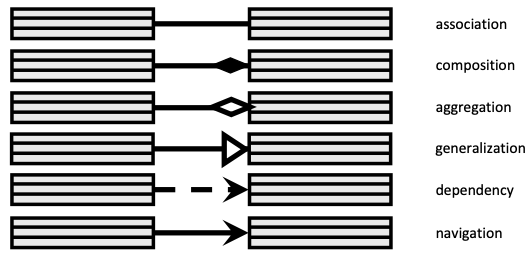 association
composition
aggregation
generalization
dependency
navigation